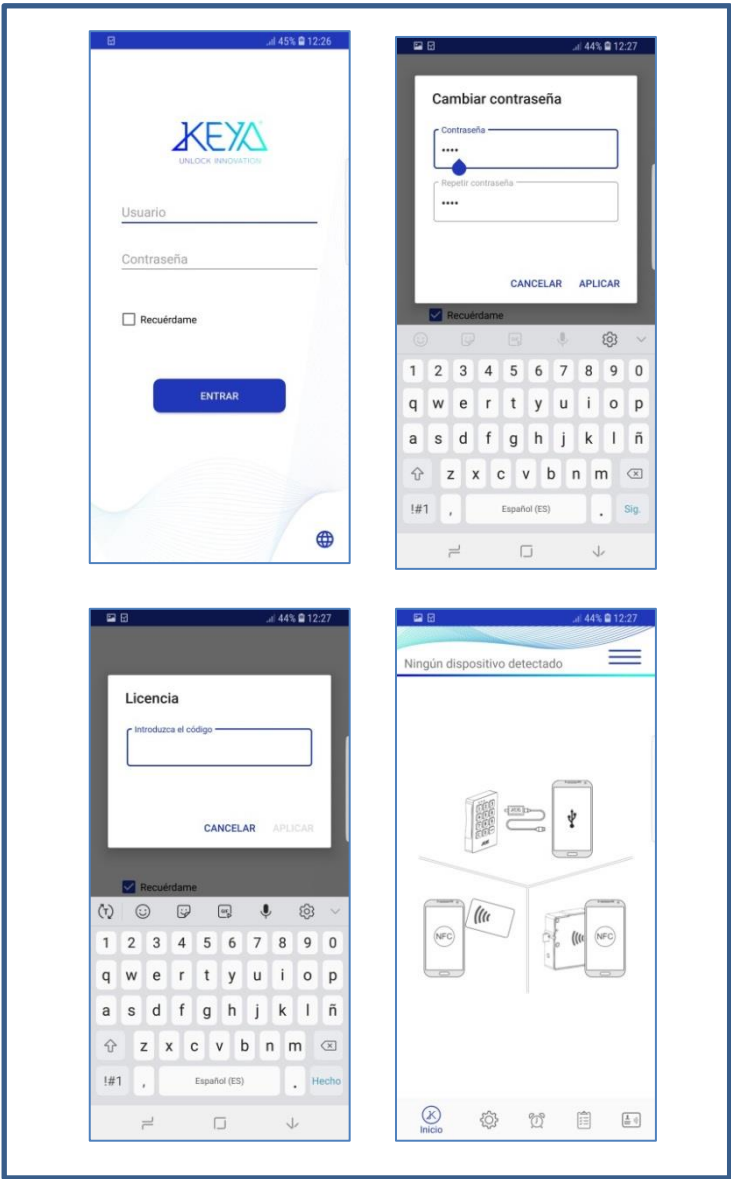 45% 12:26
KEYA
UNLOCK INNOVATION
Usuario
Contraseña
Recuérdame
ENTRAR
44% 12:27
Cambiar contraseña
Contraseña
••••
Repetir contraseña
••••
CANCELAR APLICAR
Recuérdame
1 2 3 4 5 6 7 8 9 0
q w e r t y u i o p
a s d f g h j k l ñ
z x c v b n m
!#1 , Español (ES) . Sig.
44% 12:27
Licencia
Introduzca el código
CANCELAR APLICAR
Recuérdame
1 2 3 4 5 6 7 8 9 0
q w e r t y u i o p
a s d f g h j k l ñ
z x c v b n m
!#1 , Español (ES) . Hecho
44% 12:27
Ningún dispositivo detectado
NFC
NFC
Inicio